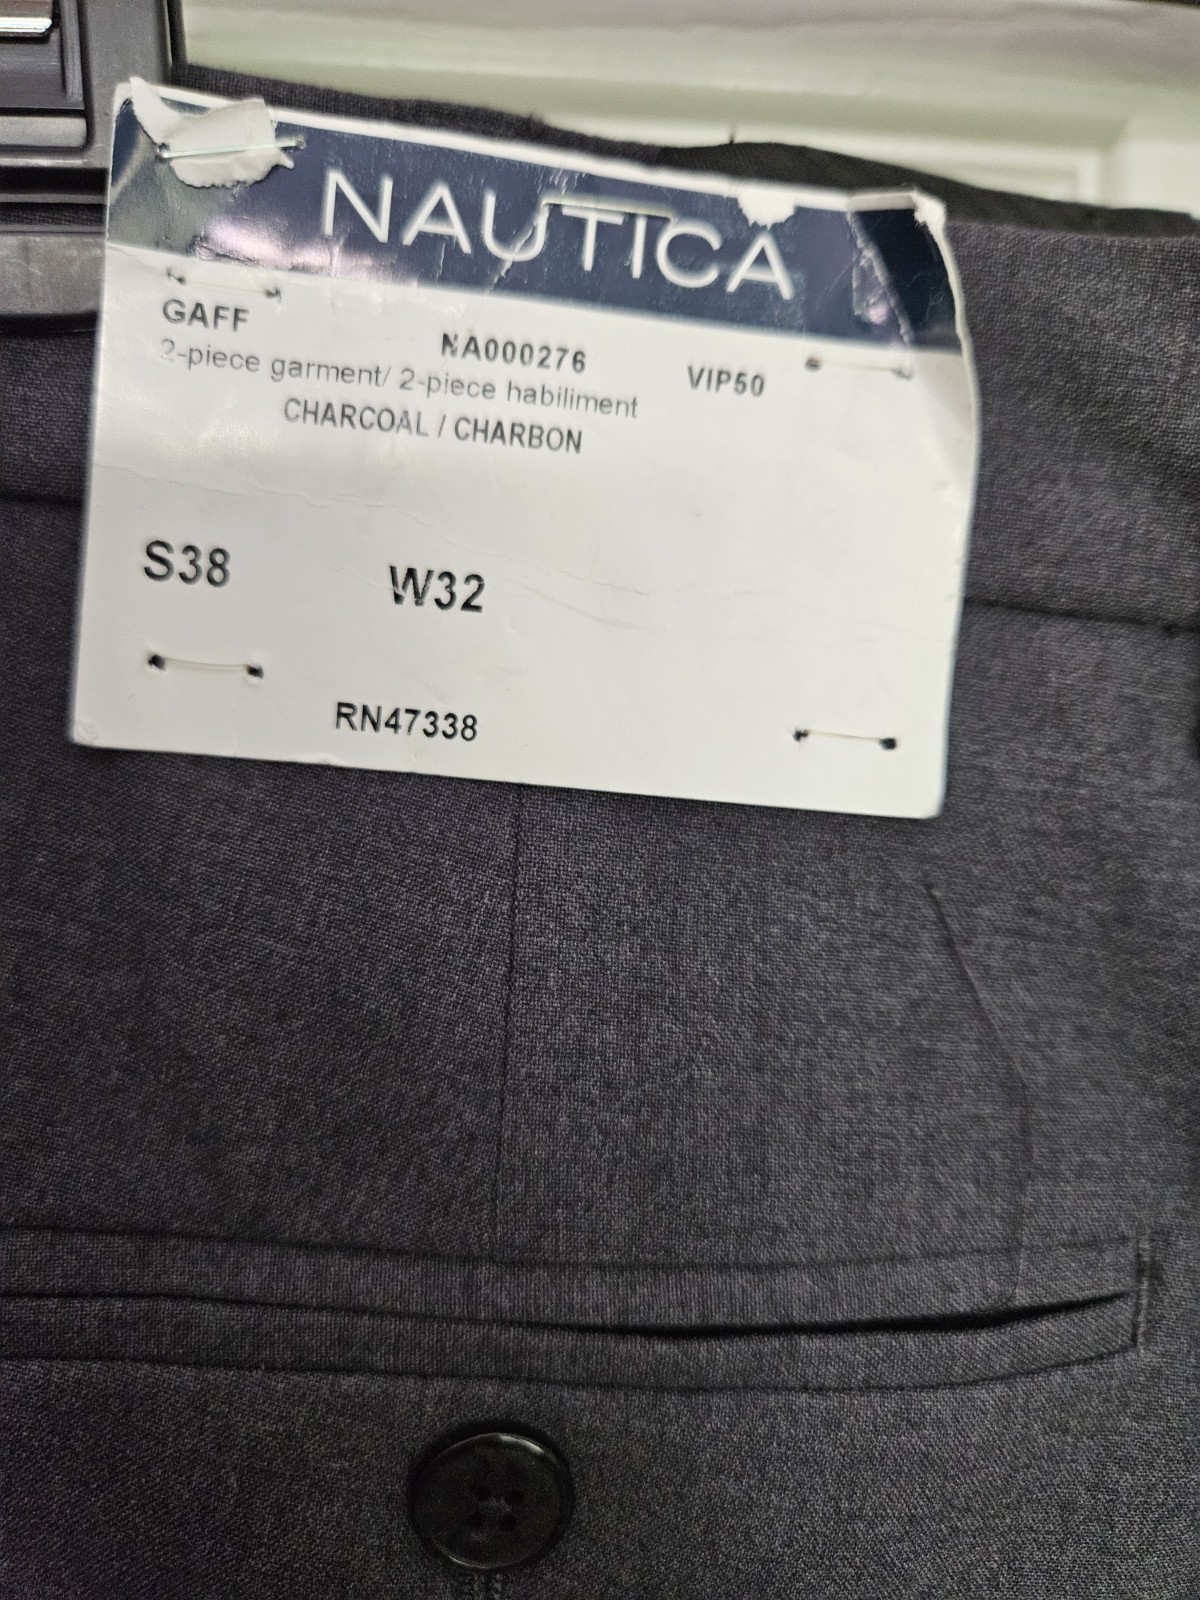 NAUTICA
GAFF NA000276 VIP50
2-piece garment/ 2-piece habiliment
CHARCOAL / CHARBON
S38 W32
RN47338